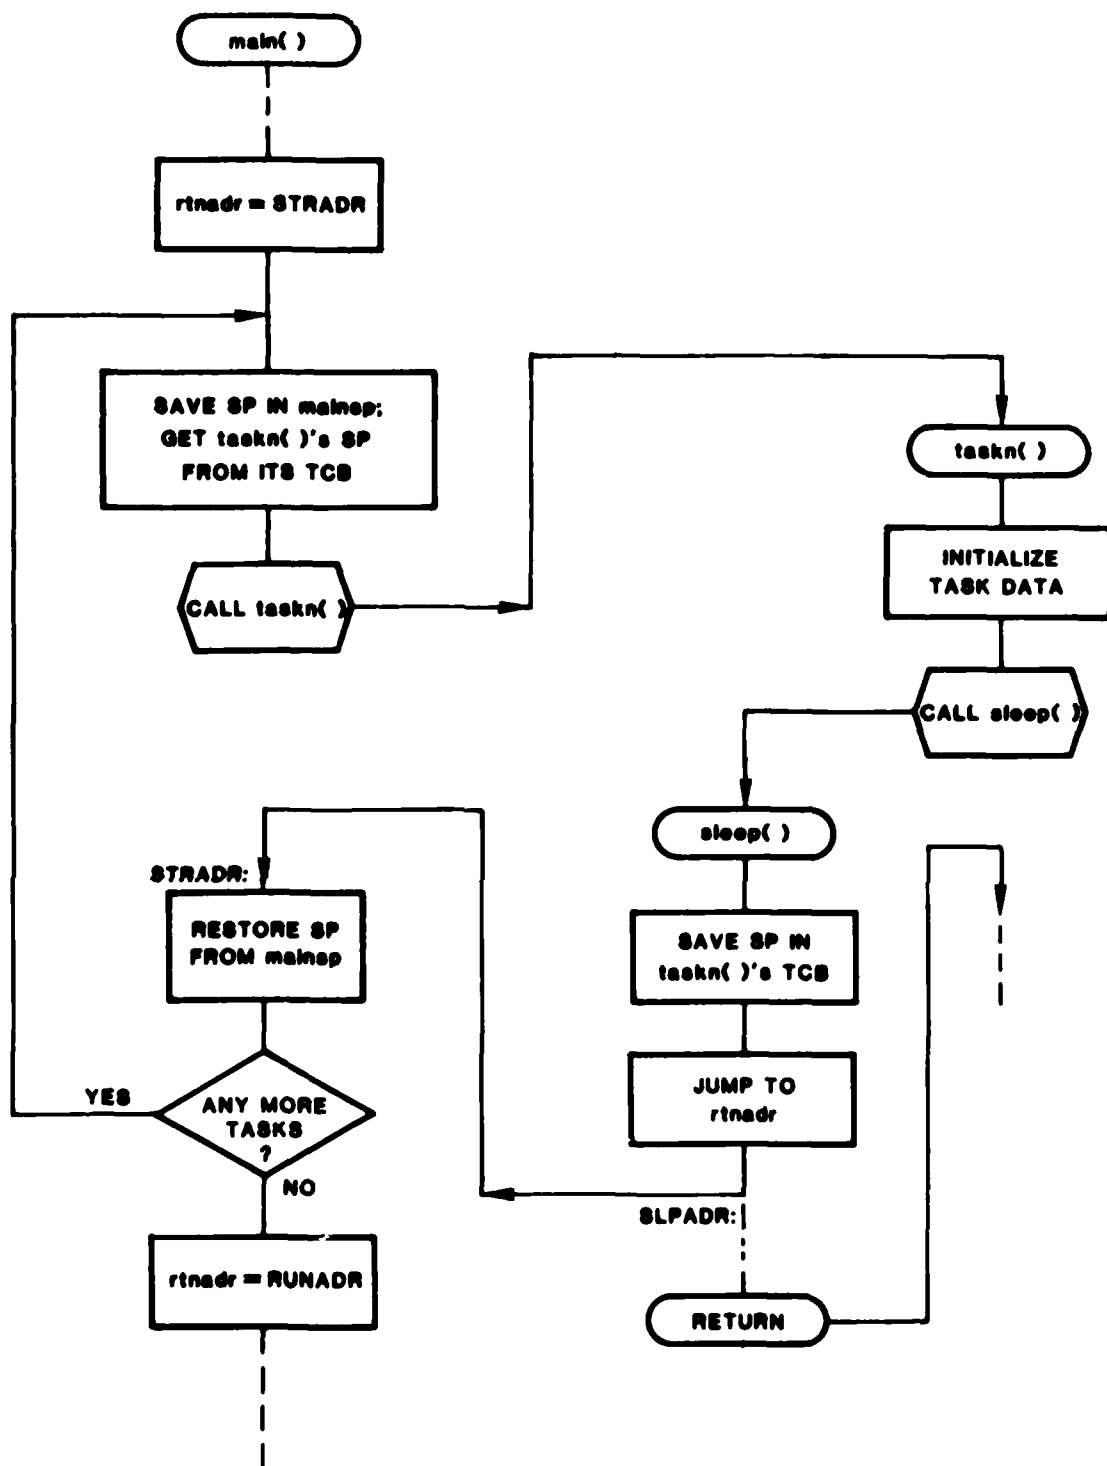 main( )
rtnadr = STRADR
SAVE SP IN mainsp;
GET taskn( )'s SP
FROM ITS TCB
CALL taskn( )
taskn( )
INITIALIZE
TASK DATA
CALL sleep( )
sleep( )
SAVE SP IN
taskn( )'s TCB
JUMP TO
rtnadr
STRADR:
RESTORE SP
FROM mainsp
YES
ANY MORE
TASKS
?
NO
rtnadr = RUNADR
SLPADR:
RETURN